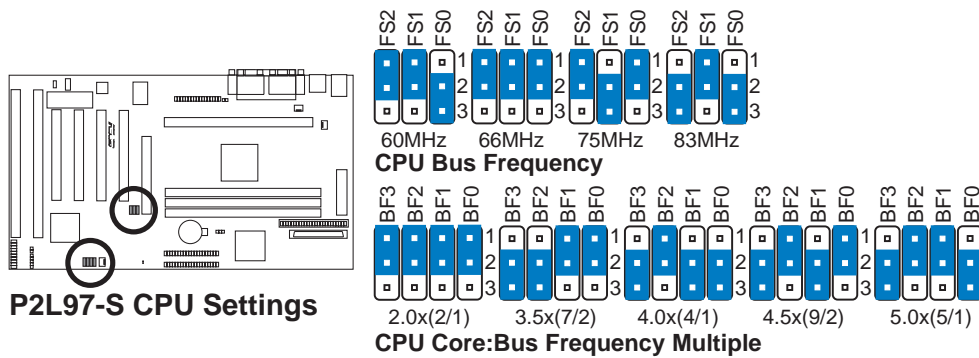 FS2 FS1 FS0 FS2 FS1 FS0 FS2 FS1 FS0 FS2 FS1 FS0
1 1 1 1
2 2 2 2
3 3 3 3
60MHz 66MHz 75MHz 83MHz
CPU Bus Frequency
BF3 BF2 BF1 BF0 BF3 BF2 BF1 BF0 BF3 BF2 BF1 BF0 BF3 BF2 BF1 BF0 BF3 BF2 BF1 BF0
1 1 1 1
2 2 2 2
3 3 3 3
2.0x(2/1) 3.5x(7/2) 4.0x(4/1) 4.5x(9/2) 5.0x(5/1)
CPU Core:Bus Frequency Multiple
P2L97-S CPU Settings